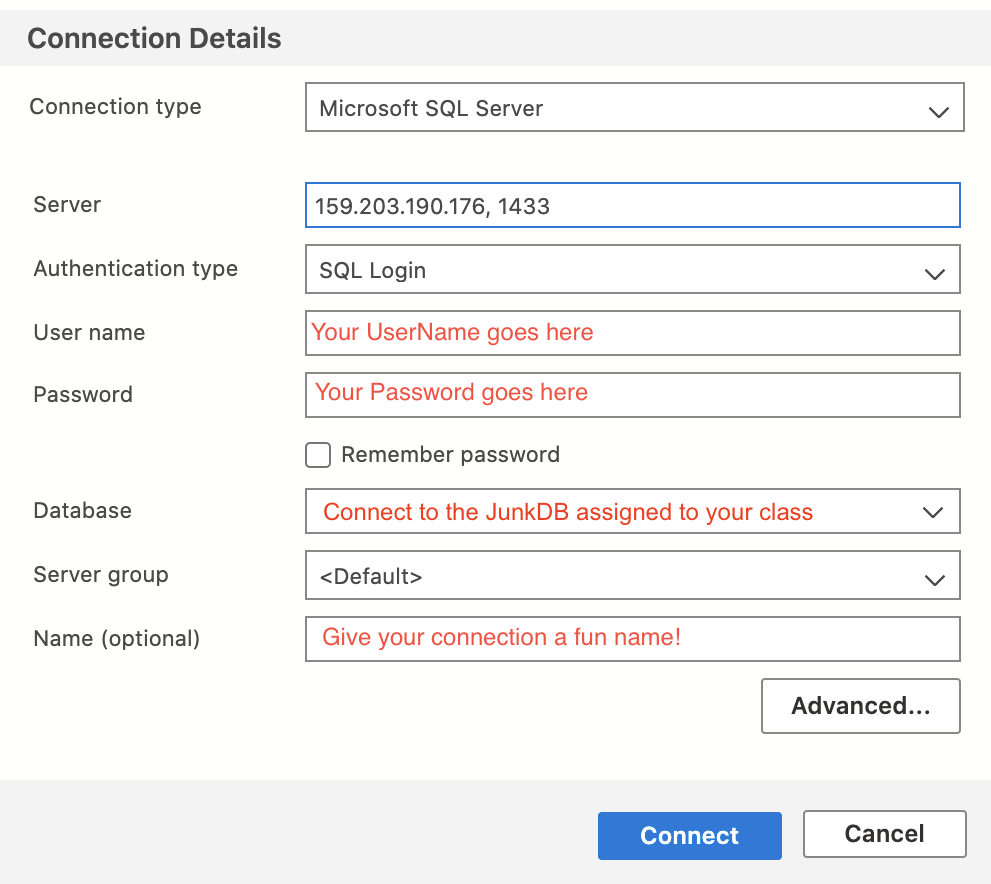 Connection Details
Connection type Microsoft SQL Server
Server 159.203.190.176, 1433
Authentication type SQL Login
User name Your UserName goes here
Password Your Password goes here
Remember password
Database Connect to the JunkDB assigned to your class
Server group <Default>
Name (optional) Give your connection a fun name!
Advanced...
Connect Cancel